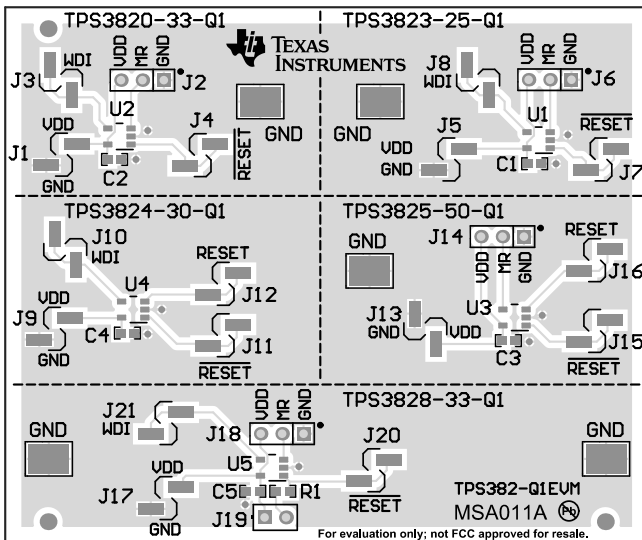 TPS3820-33-Q1
WDI
J3
VDD
MR
GND
J2
TEXAS
INSTRUMENTS
U2
J4
VDD
J1
GND
C2
RESET
GND
TPS3823-25-Q1
J8
WDI
VDD
MR
GND
J6
U1
RESET
J5
VDD
GND
C1
J7
GND
TPS3824-30-Q1
J10
WDI
RESET
U4
J12
VDD
J9
C4
GND
J11
RESET
TPS3825-50-Q1
GND
J14
VDD
MR
GND
RESET
J16
U3
J13
GND
VDD
C3
J15
RESET
TPS3828-33-Q1
J21
WDI
VDD
MR
GND
J18
GND
U5
J20
VDD
J17
GND
C5
R1
J19
RESET
GND
TPS382-Q1EVM
MSA011A
Pb
For evaluation only; not FCC approved for resale.